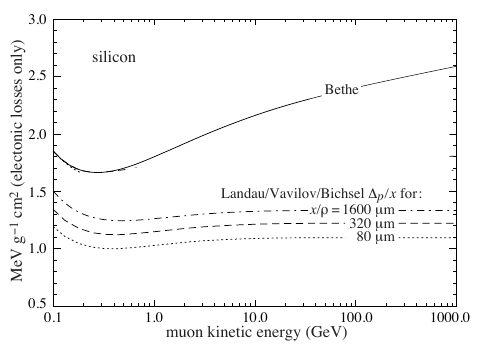 3.0
silicon
2.5
Bethe
2.0
MeV g⁻¹ cm² (electonic losses only)
1.5
Landau/Vavilov/Bichsel Δp/x for:
x/ρ = 1600 μm
320 μm
80 μm
1.0
0.5
0.1 1.0 10.0 100.0 1000.0
muon kinetic energy (GeV)